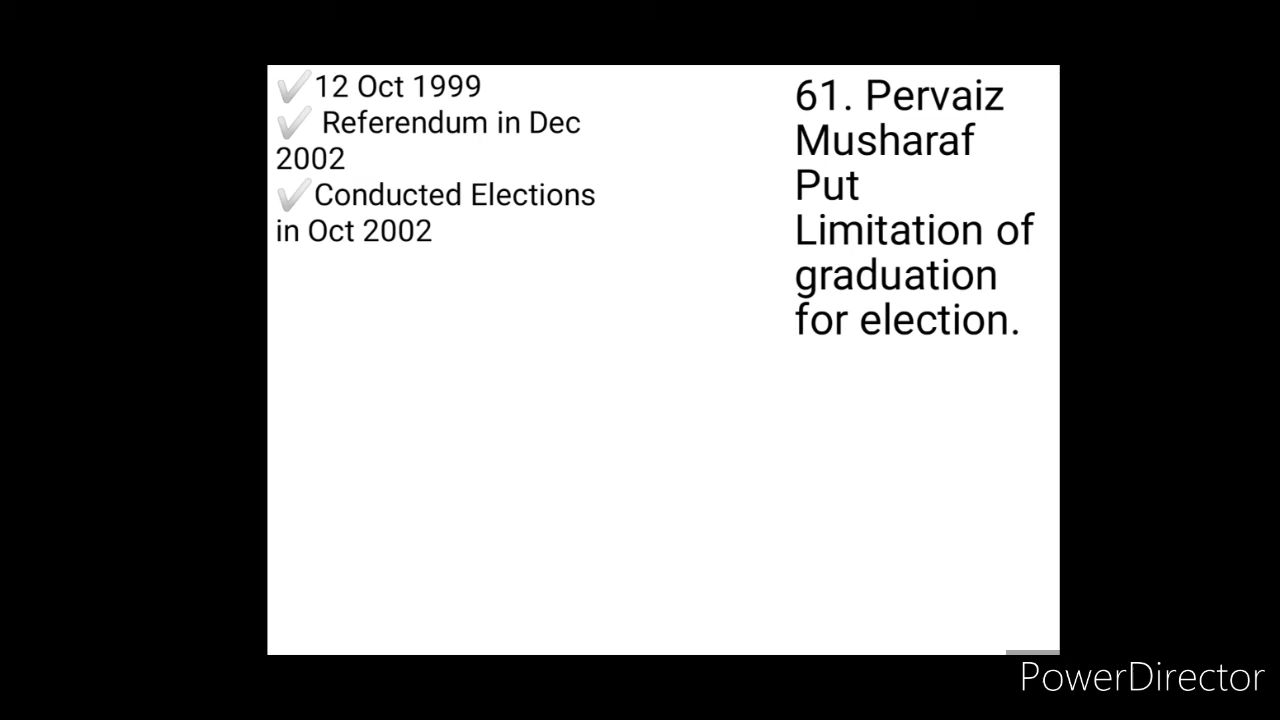 ✔12 Oct 1999
✔ Referendum in Dec
2002
✔Conducted Elections
in Oct 2002
61. Pervaiz
Musharaf
Put
Limitation of
graduation
for election.
PowerDirector